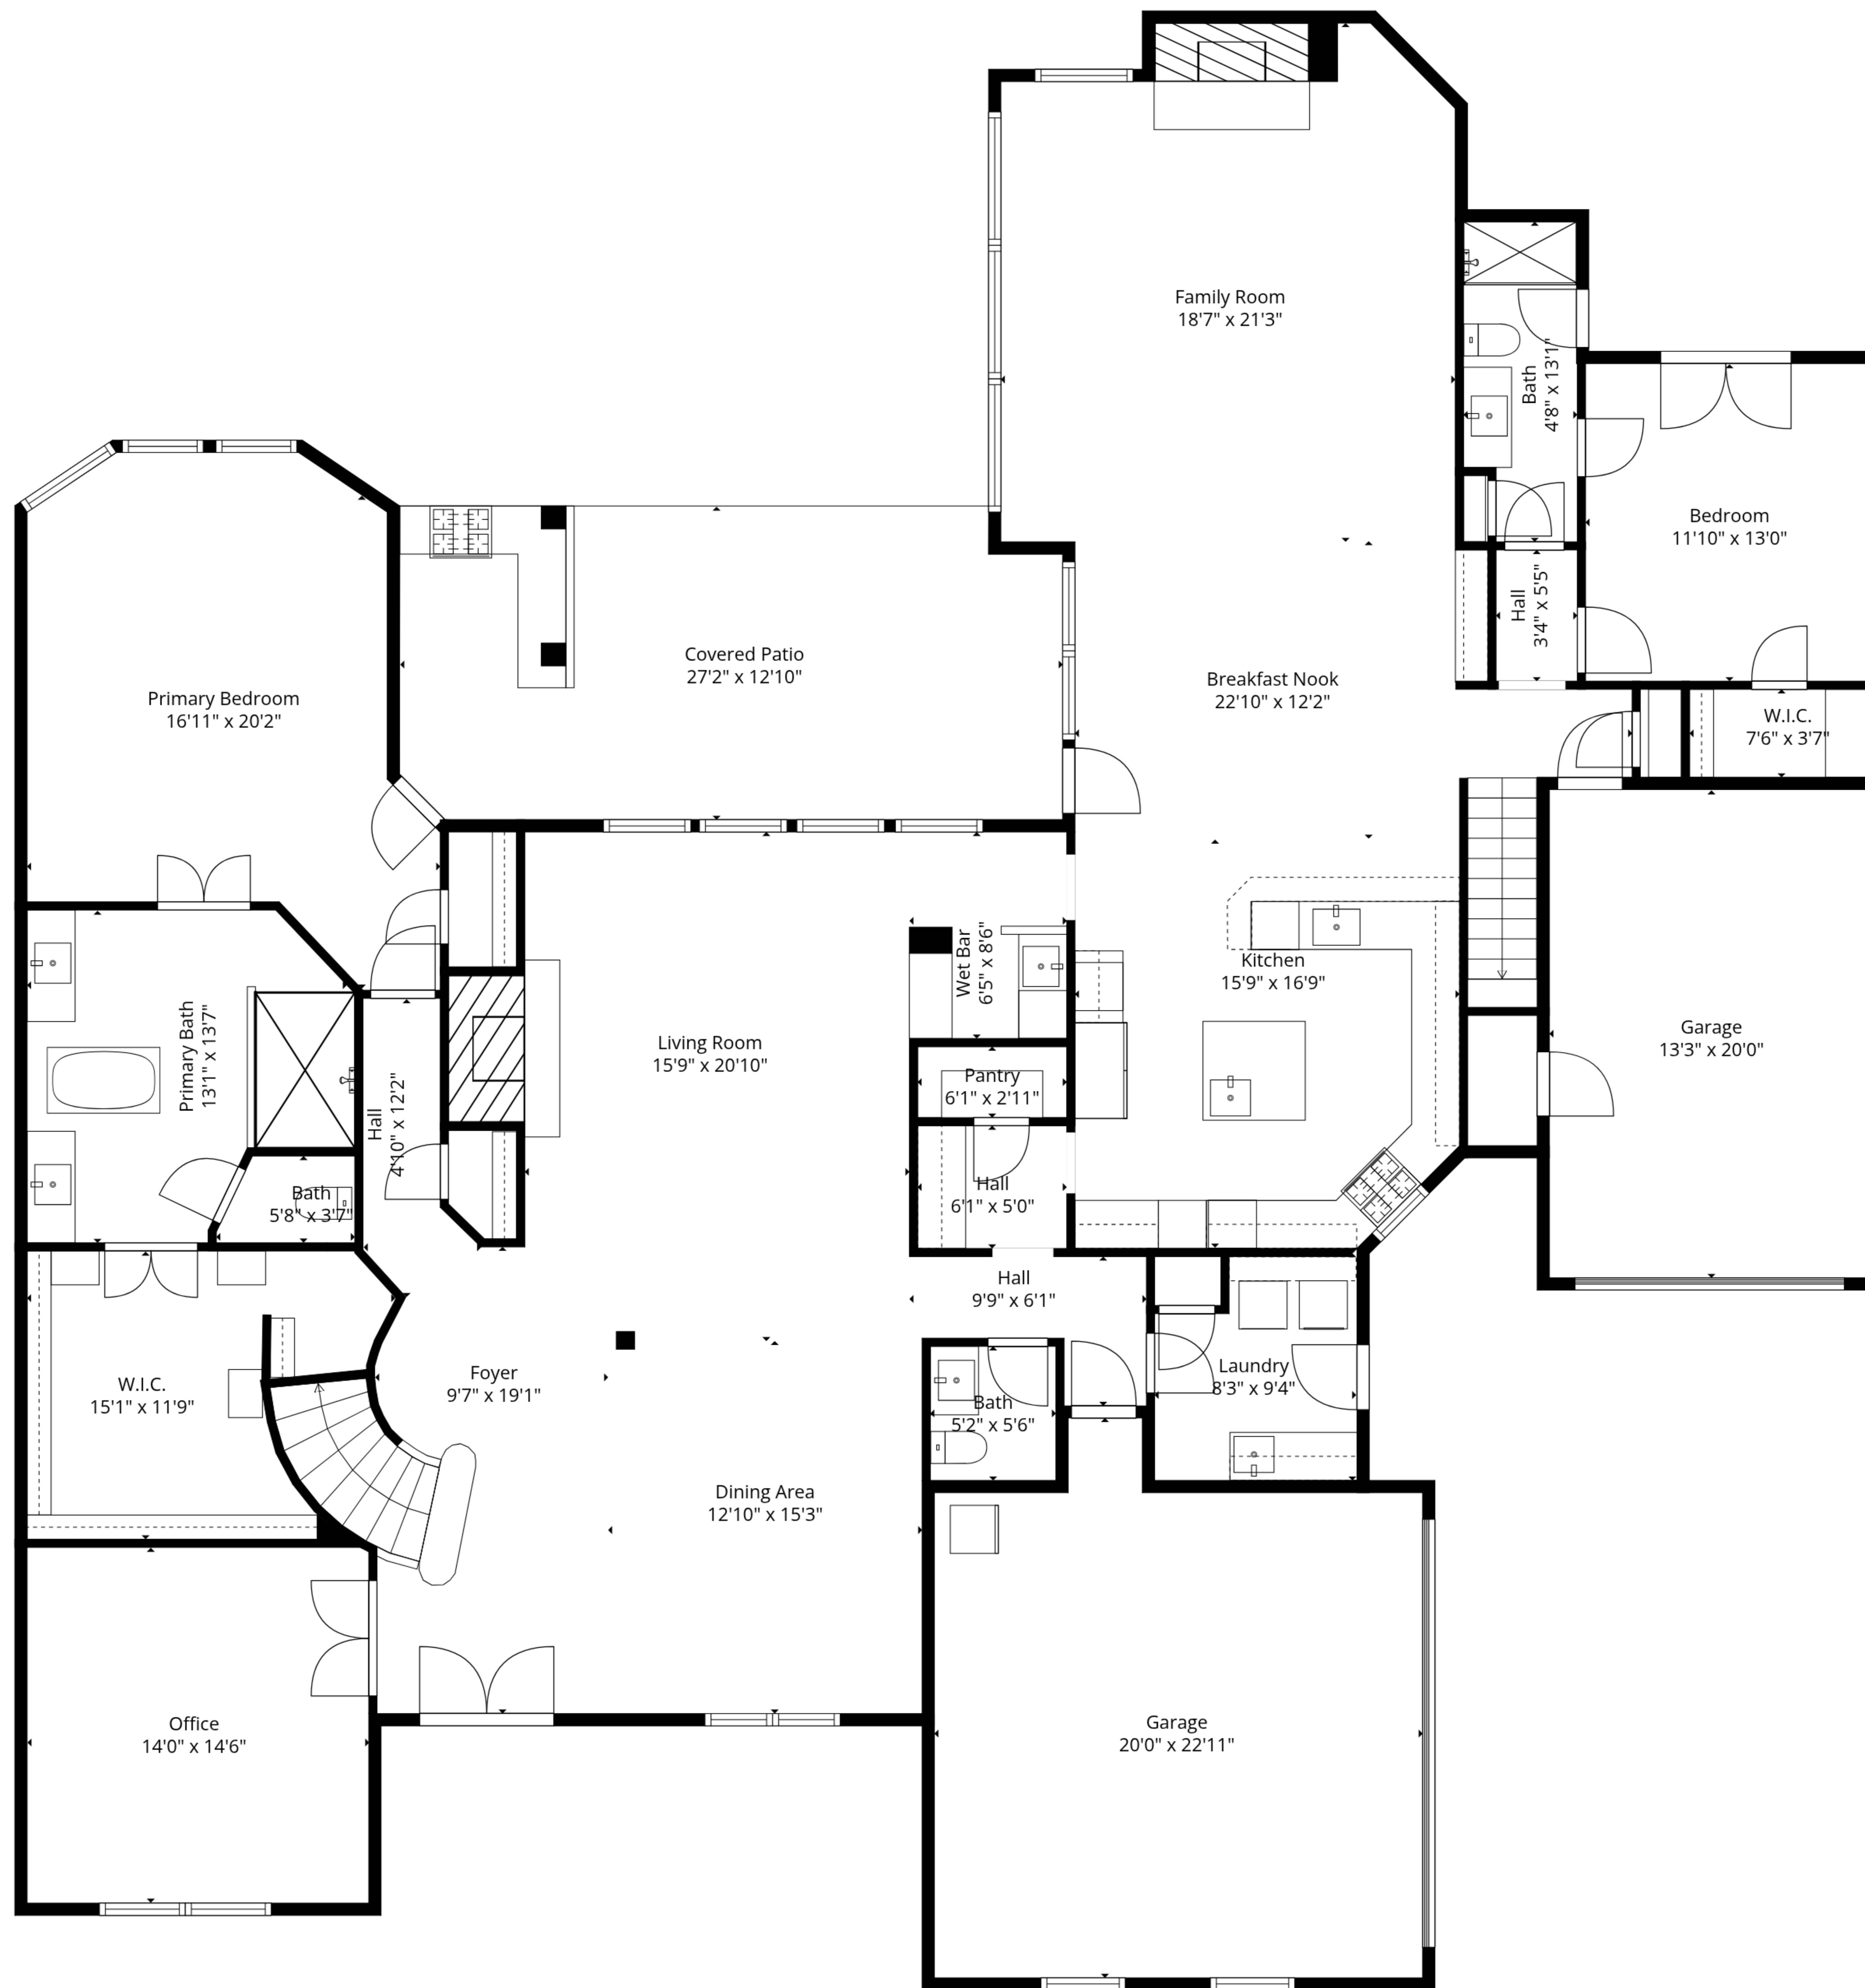 Family Room
18'7" x 21'3"
Bath
4'8" x 13'1"
Bedroom
11'10" x 13'0"
Hall
3'4" x 5'5"
Covered Patio
27'2" x 12'10"
Breakfast Nook
22'10" x 12'2"
Primary Bedroom
16'11" x 20'2"
W.I.C.
7'6" x 3'7"
Wet Bar
6'5" x 8'6"
Kitchen
15'9" x 16'9"
Garage
13'3" x 20'0"
Living Room
15'9" x 20'10"
Primary Bath
13'1" x 13'7"
Pantry
6'1" x 2'11"
Hall
4'10" x 12'2"
Bath
5'8" x 3'7"
Hall
6'1" x 5'0"
Hall
9'9" x 6'1"
Foyer
9'7" x 19'1"
Laundry
8'3" x 9'4"
W.I.C.
15'1" x 11'9"
Bath
5'2" x 5'6"
Dining Area
12'10" x 15'3"
Office
14'0" x 14'6"
Garage
20'0" x 22'11"